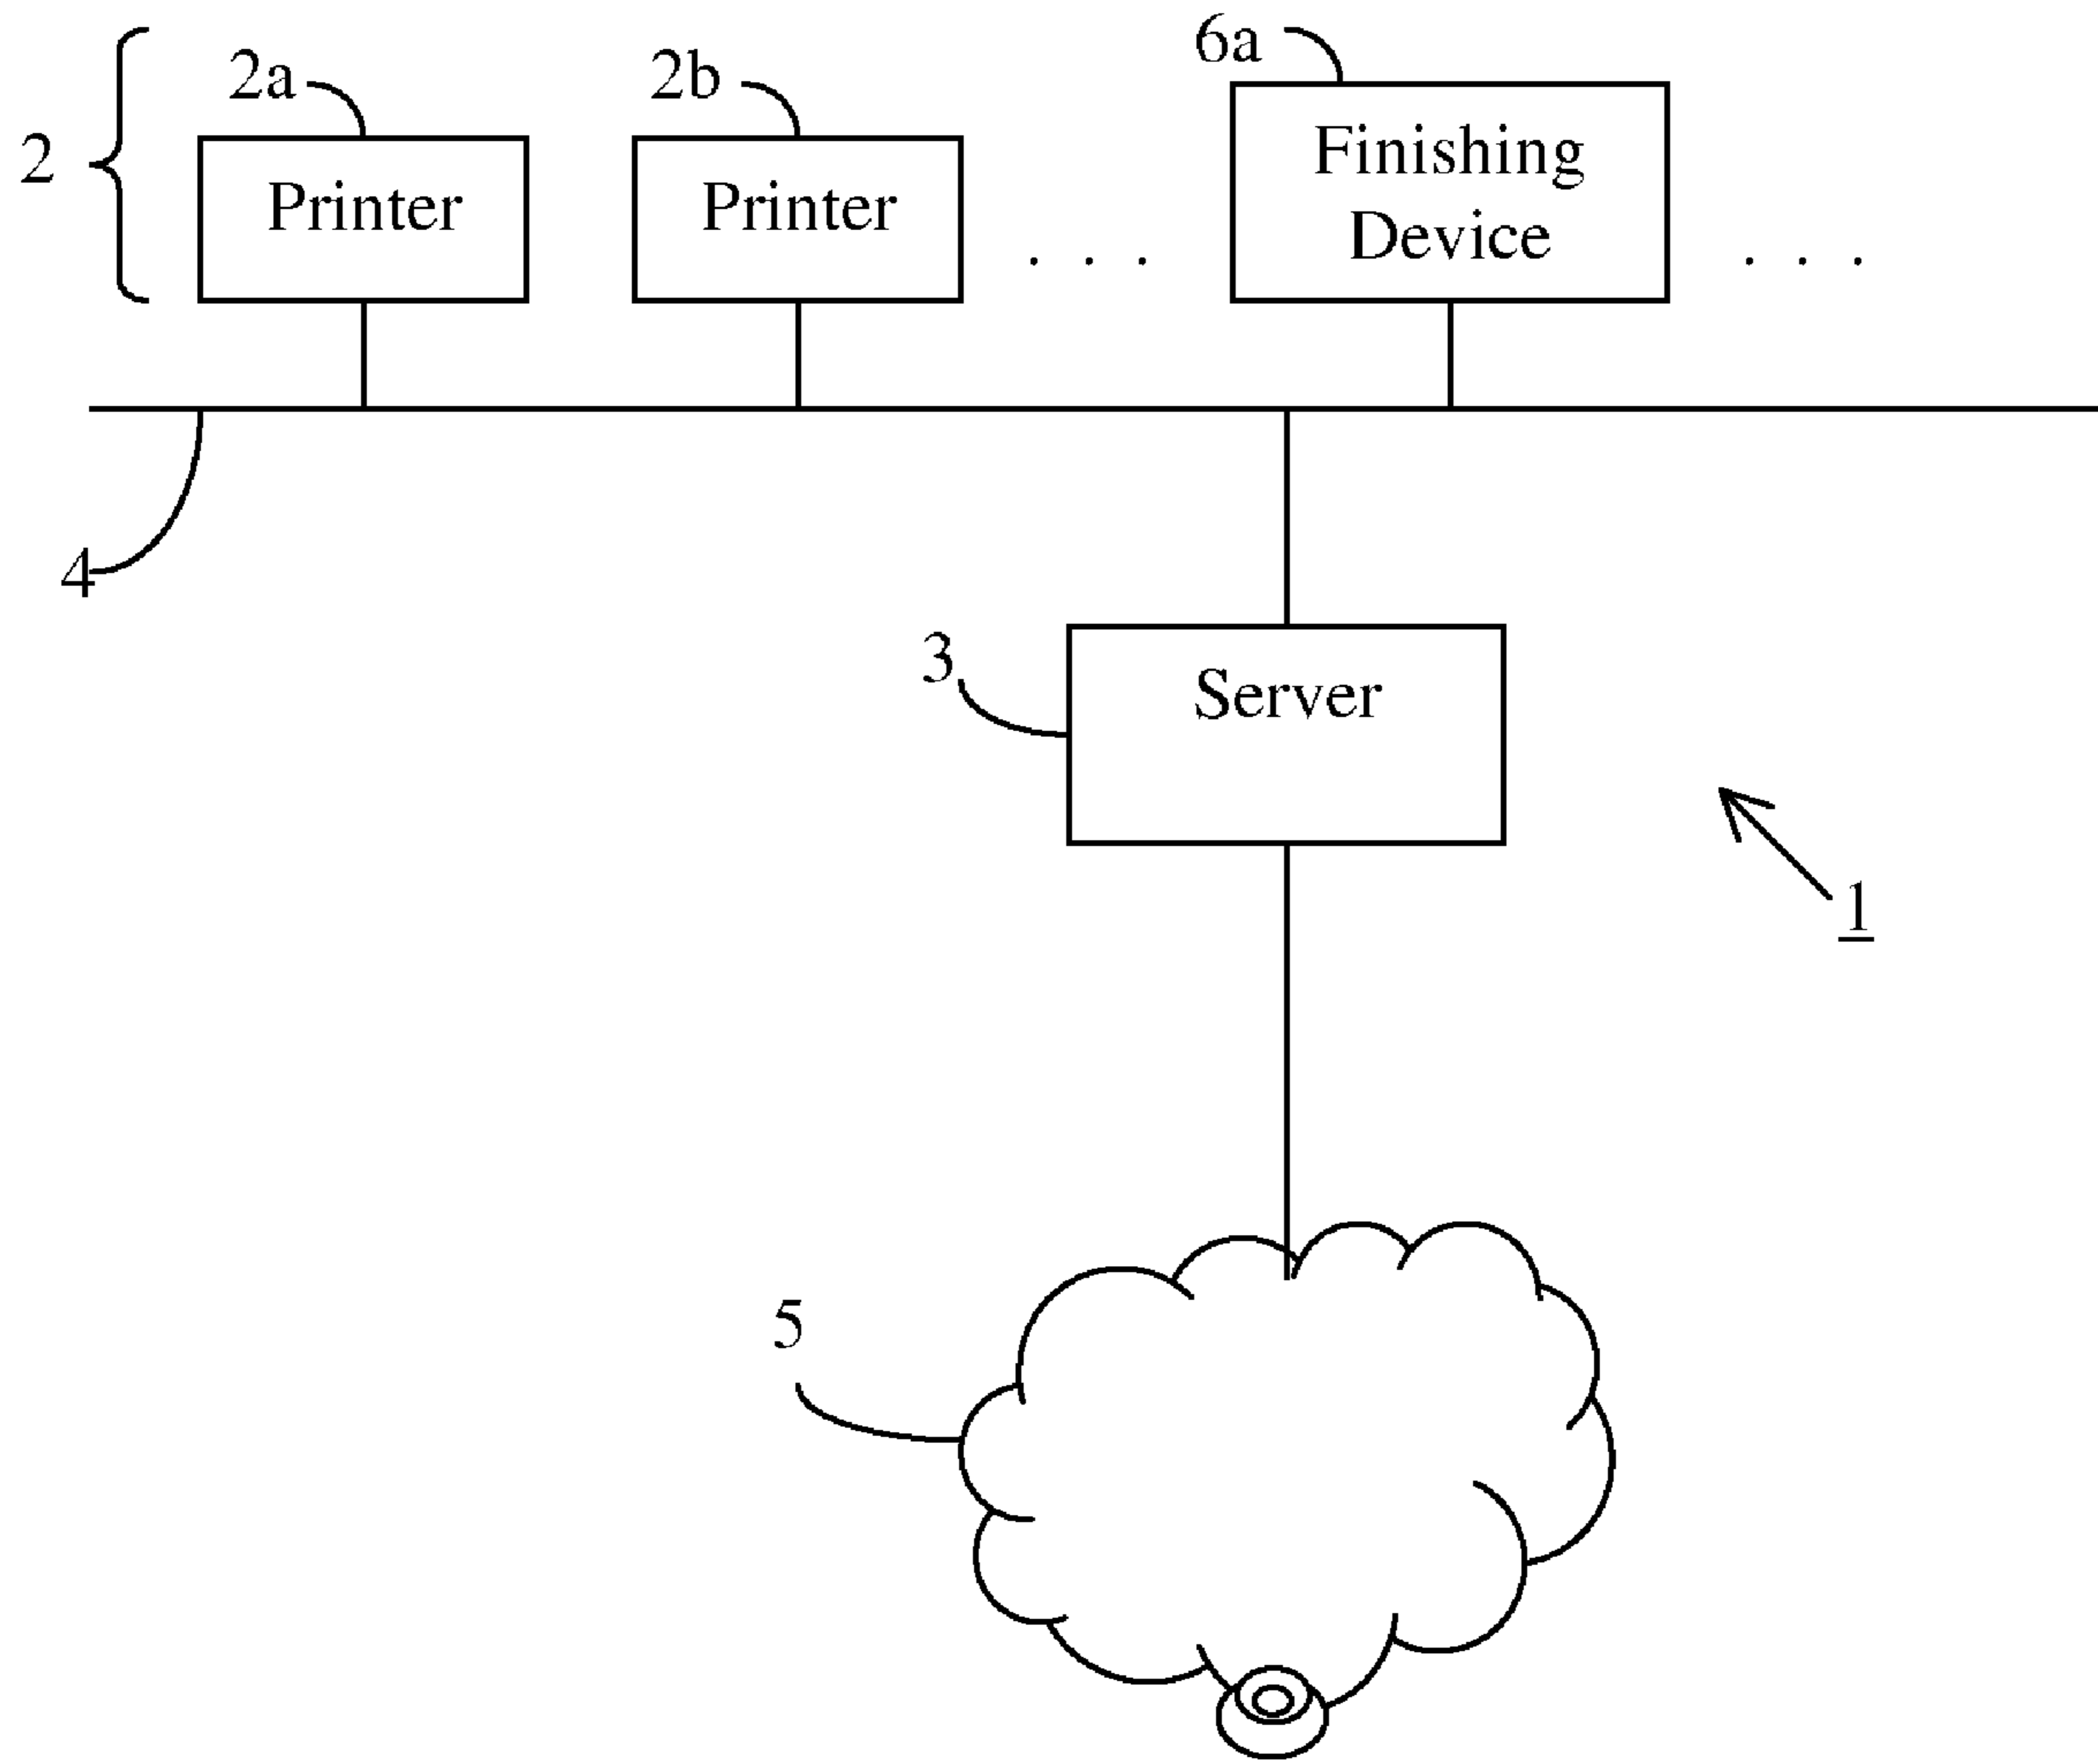 6a
2a
2b
2
Printer
Printer
Finishing
Device
. . .
. . .
4
3
Server
1
5